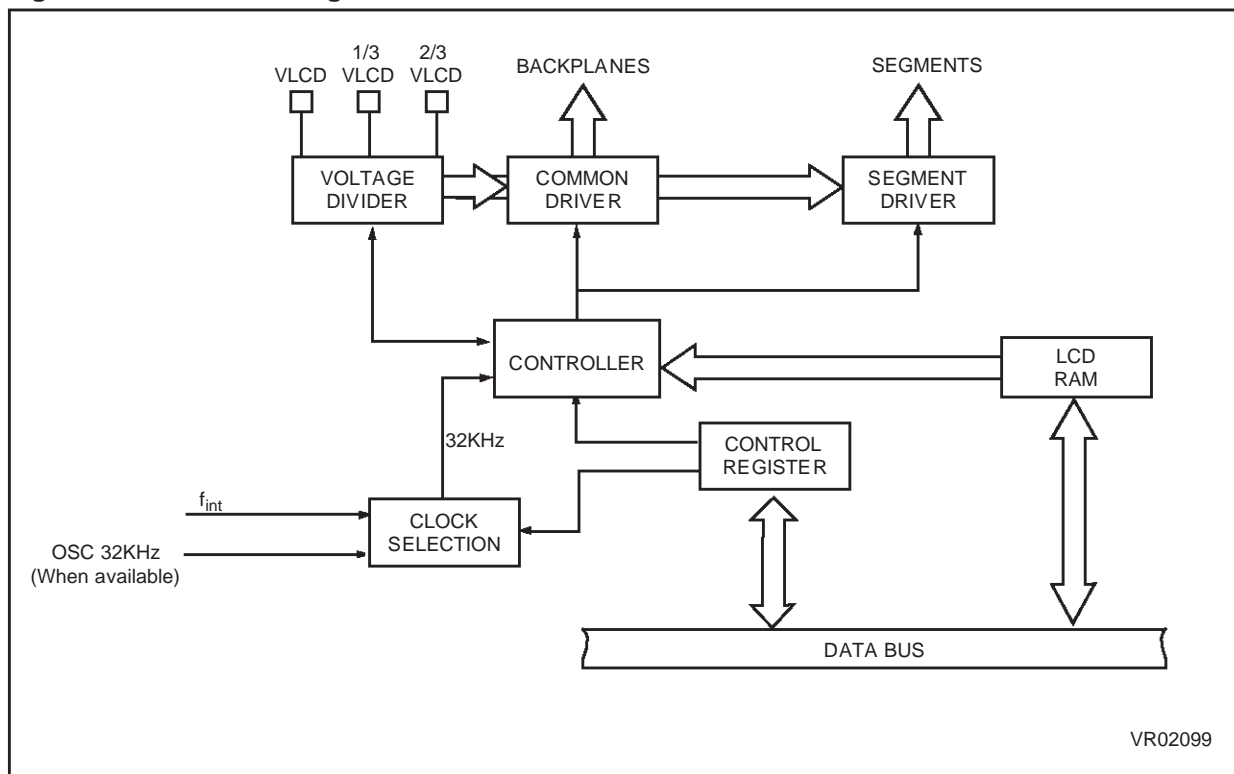 1/3
2/3
VLCD
VLCD
VLCD
BACKPLANES
SEGMENTS
VOLTAGE
DIVIDER
COMMON
DRIVER
SEGMENT
DRIVER
CONTROLLER
LCD
RAM
32KHz
CONTROL
REGISTER
fint
CLOCK
SELECTION
OSC 32KHz
(When available)
DATA BUS
VR02099